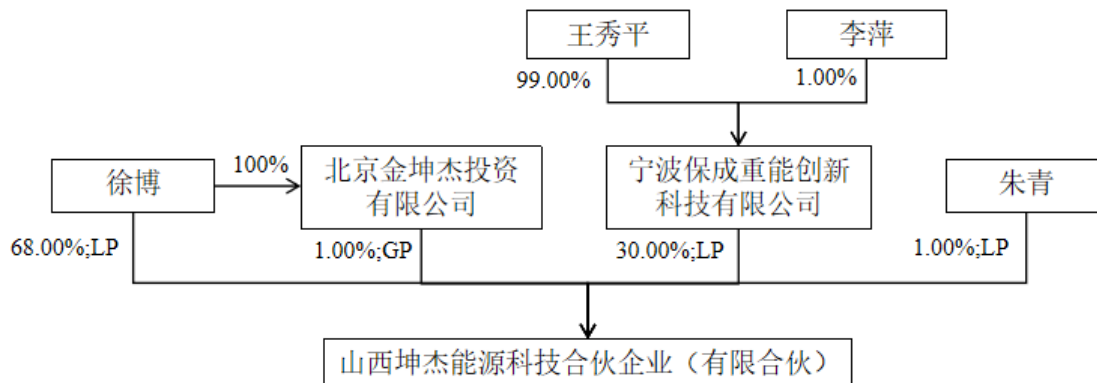 王秀平
李萍
99.00%
1.00%
徐博
100%
北京金坤杰投资
有限公司
宁波保成重能创新
科技有限公司
朱青
68.00%;LP
1.00%;GP
30.00%;LP
1.00%;LP
山西坤杰能源科技合伙企业（有限合伙）